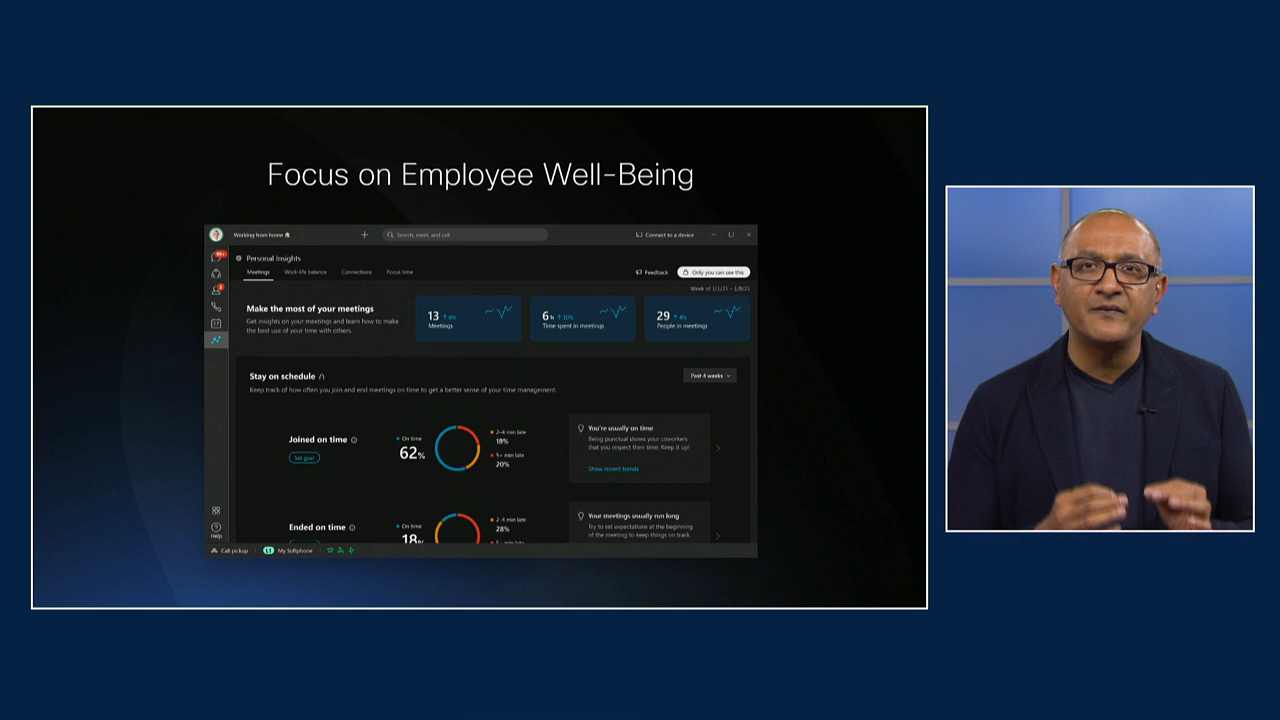 Focus on Employee Well-Being
Working from home
Search, meet, and call
Connect to a device
99+
Personal Insights
Meetings
Work-life balance
Connections
Focus time
Feedback
Only you can see this
Week of 1/1/21 – 1/8/21
Make the most of your meetings
Get insights on your meetings and learn how to make
the best use of your time with others.
13 ↑ 6%
Meetings
6h ↑ 10%
Time spent in meetings
29 ↑ 4%
People in meetings
Stay on schedule
Past 4 weeks
Keep track of how often you join and end meetings on time to get a better sense of your time management.
Joined on time
Set goal
On time
62%
2-4 min late
18%
5+ min late
20%
You're usually on time
Being punctual shows your coworkers
that you respect their time. Keep it up!
Show recent trends
Ended on time
On time
18%
2-4 min late
28%
5+ min late
Your meetings usually run long
Try to set expectations at the beginning
of the meeting to keep things on track.
Help
Call pickup
My Softphone